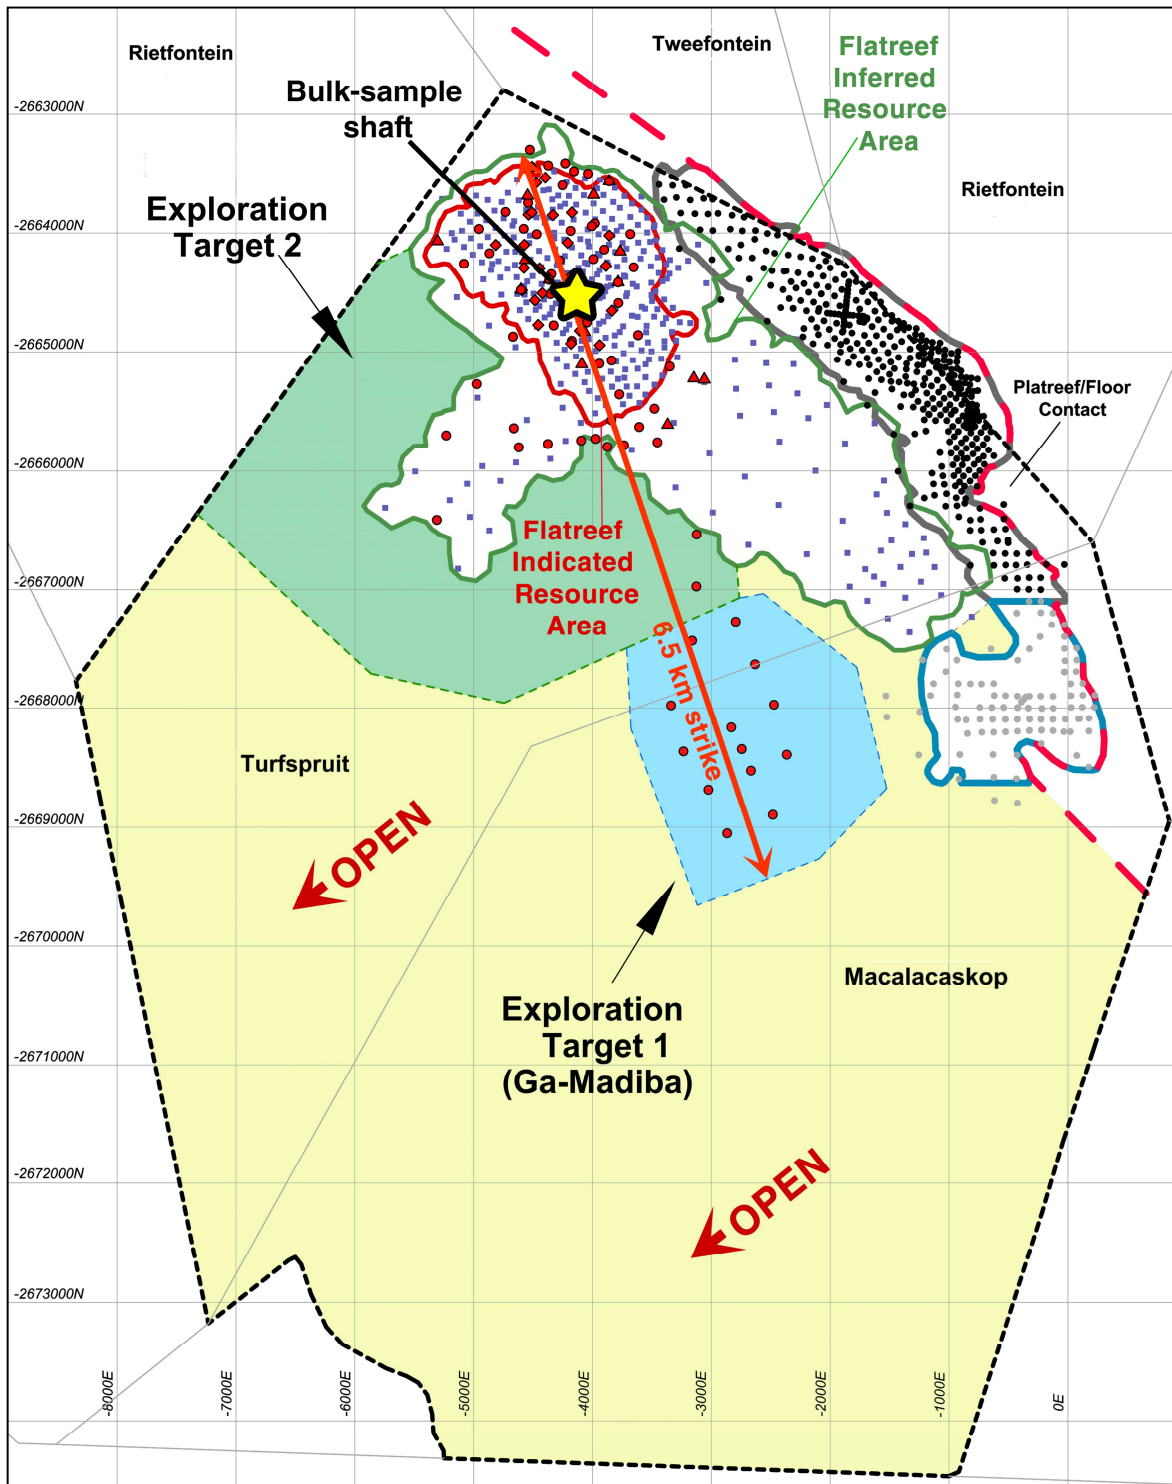 Rietfontein
Tweefontein
Flatreef
Inferred
Resource
Area
Bulk-sample
shaft
-2663000N
Rietfontein
Exploration
Target 2
-2664000N
-2665000N
Platreef/Floor
Contact
-2666000N
Flatreef
Indicated
Resource
Area
-2667000N
6.5 km strike
-2668000N
Turfspruit
OPEN
-2669000N
-2670000N
Macalacaskop
Exploration
Target 1
(Ga-Madiba)
-2671000N
OPEN
-2672000N
-2673000N
-8000E
-7000E
-6000E
-5000E
-4000E
-3000E
-2000E
-1000E
0E